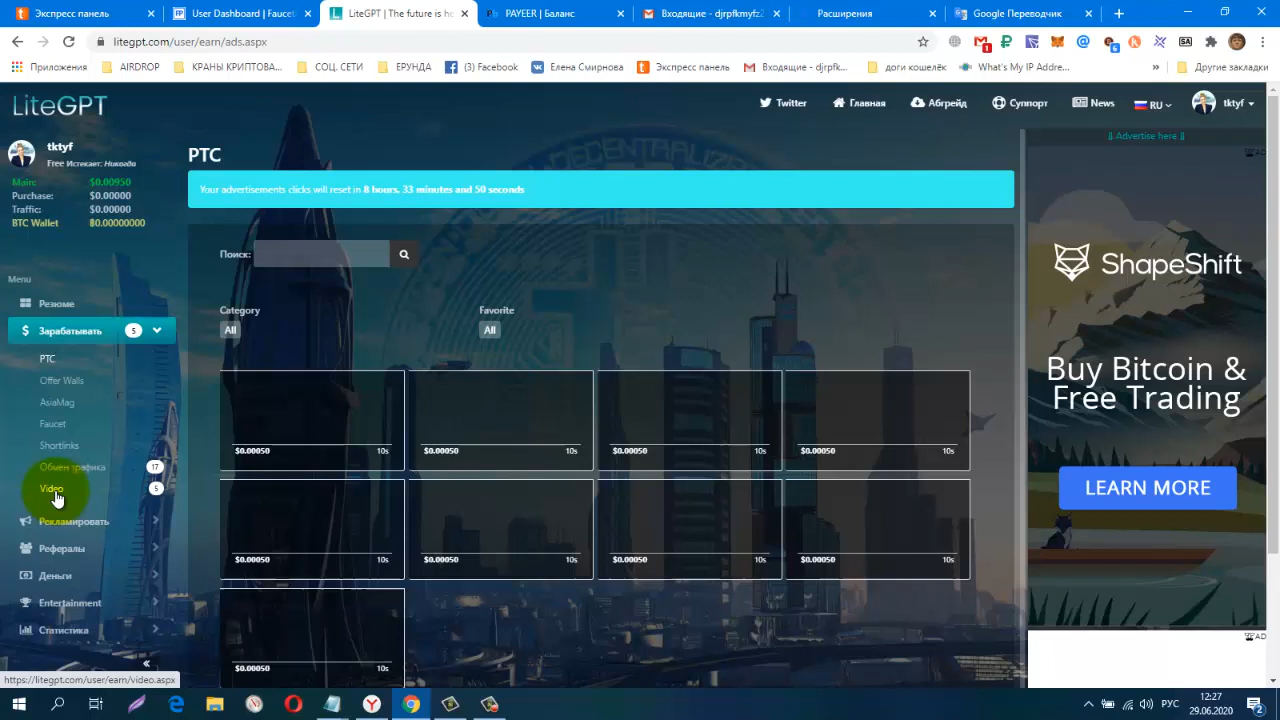 Экспресс панель
User Dashboard | Faucet
LiteGPT | The future is he
PAYEER | Баланс
Входящие - djrpfkmyfz
Расширения
Google Переводчик
litegpt.com/user/earn/ads.aspx
Приложения
AIRDROP
КРАНЫ КРИПТОВА...
СОЦ. СЕТИ
ЕРУНДА
(3) Facebook
Елена Смирнова
Экспресс панель
Входящие - djrpfk...
доги кошелёк
What's My IP Addre...
»
Другие закладки
LiteGPT
Twitter
Главная
Абгрейд
Суппорт
News
RU
tktyf
tktyf
Free Истекает: Никогда
Main: $0.00950
Purchase: $0.00000
Traffic: $0.00000
BTC Wallet ฿0.00000000
Menu
Резюме
Зарабатывать 5
PTC
Offer Walls
AsiaMag
Faucet
Shortlinks
Обмен трафика 17
Video 5
Рекламировать
Рефералы
Деньги
Entertainment
Статистика
«
https://litegpt.com/user/earn/video.aspx
PTC
Your advertisements clicks will reset in 8 hours, 33 minutes and 50 seconds
DECENTRALIZ
Поиск:
Category
Favorite
All
All
$0.00050 10s
$0.00050 10s
$0.00050 10s
$0.00050 10s
$0.00050 10s
$0.00050 10s
$0.00050 10s
$0.00050 10s
$0.00050 10s
⇓ Advertise here ⇓
AD
ShapeShift
Buy Bitcoin &
Free Trading
LEARN MORE
AD
РУС
12:27
29.06.2020
2